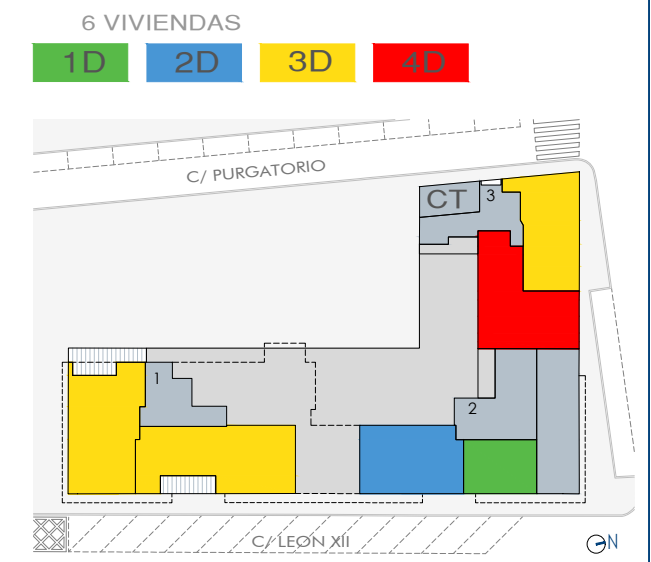 6 VIVIENDAS
1D 2D 3D 4D
C/ PURGATORIO
CT
3
1
2
C/ LEON XII
N